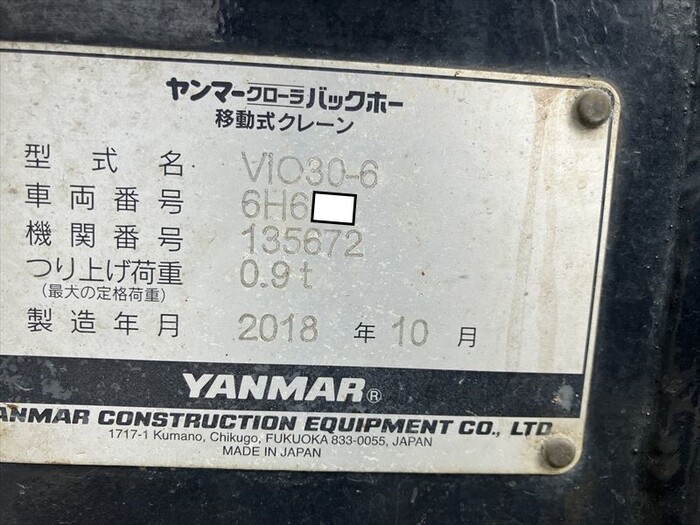 ヤンマークローラバックホー
移動式クレーン
型式名 ViO30-6
車両番号 6H6
機関番号 135672
つり上げ荷重 0.9t
(最大の定格荷重)
製造年月 2018 年 10 月
YANMAR®
ANMAR CONSTRUCTION EQUIPMENT CO., LTD.
1717-1 Kumano, Chikugo, FUKUOKA 833-0055, JAPAN
MADE IN JAPAN